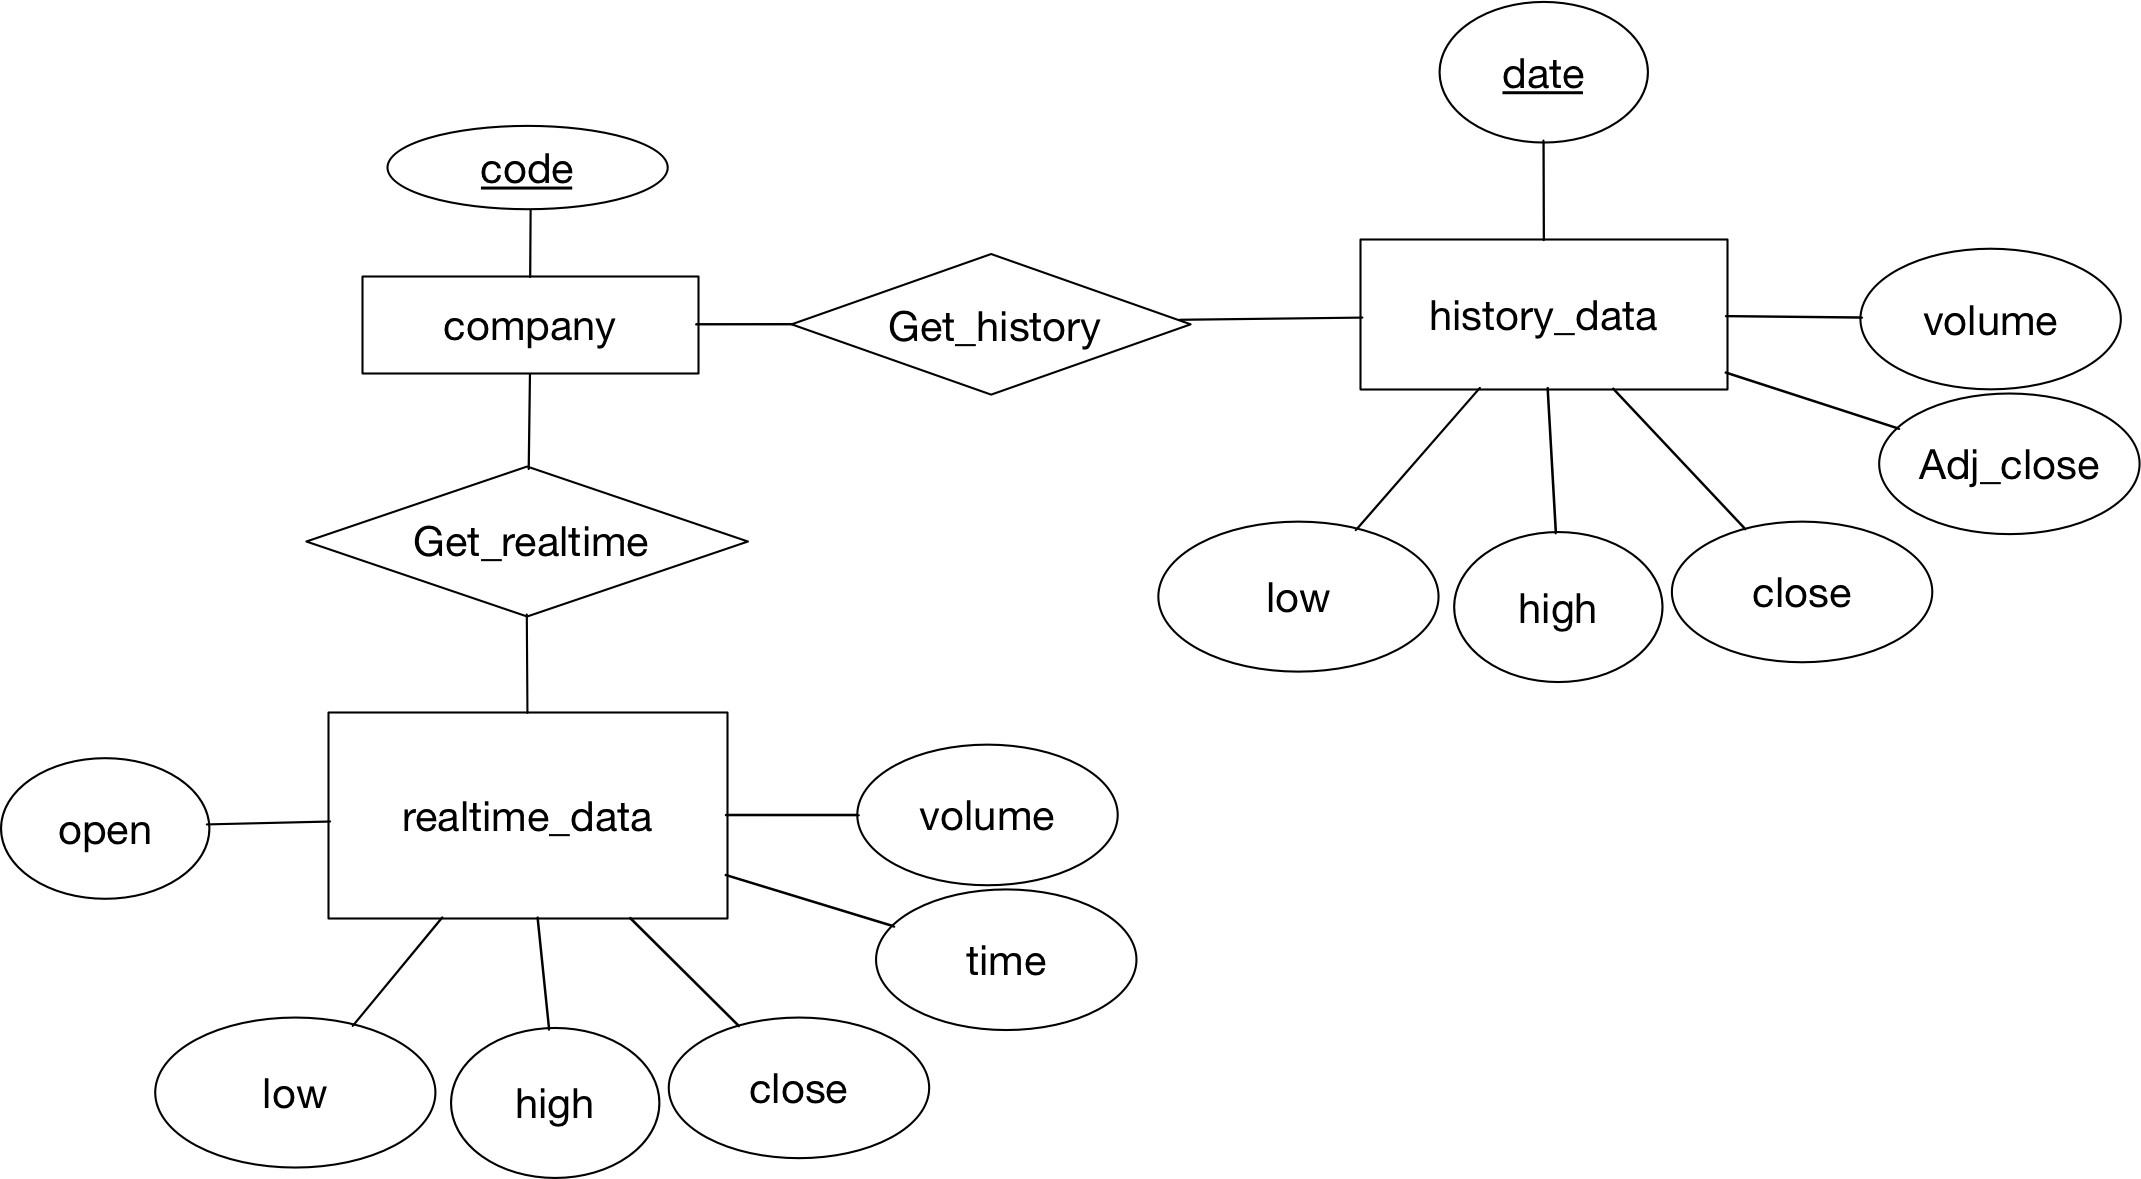 date
code
company
Get_history
history_data
volume
Adj_close
Get_realtime
low
high
close
open
realtime_data
volume
time
low
high
close